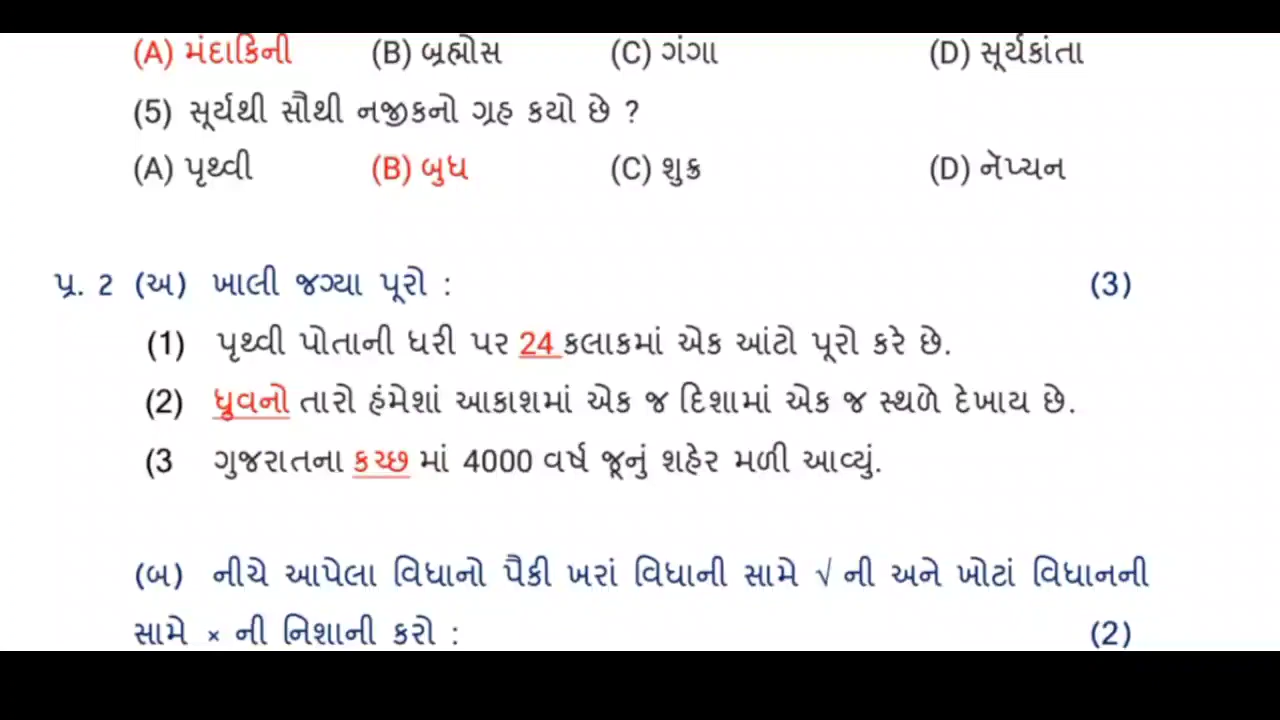 (A) મંદાકિની (B) બ્રહ્મોસ (C) ગંગા (D) સૂર્યકાંતા
(5) સૂર્યથી સૌથી નજીકનો ગ્રહ કયો છે ?
(A) પૃથ્વી (B) બુધ (C) શુક્ર (D) નૅપ્ચન
પ્ર. 2 (અ) ખાલી જગ્યા પૂરો : (3)
(1) પૃથ્વી પોતાની ધરી પર 24 કલાકમાં એક આંટો પૂરો કરે છે.
(2) ધ્રુવનો તારો હંમેશાં આકાશમાં એક જ દિશામાં એક જ સ્થળે દેખાય છે.
(3 ગુજરાતના કચ્છ માં 4000 વર્ષ જૂનું શહેર મળી આવ્યું.
(બ) નીચે આપેલા વિધાનો પૈકી ખરાં વિધાની સામે √ ની અને ખોટાં વિધાનની
સામે × ની નિશાની કરો : (2)